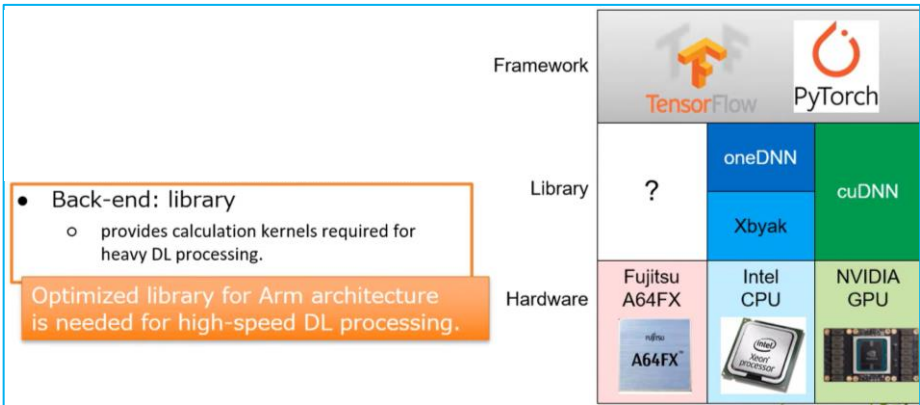 Framework
TensorFlow
PyTorch
Library
?
oneDNN
Xbyak
cuDNN
● Back-end: library
o provides calculation kernels required for
heavy DL processing.
Optimized library for Arm architecture
is needed for high-speed DL processing.
Hardware
Fujitsu
A64FX
Intel
CPU
NVIDIA
GPU
FUJITSU
A64FX™
intel
Xeon
processor